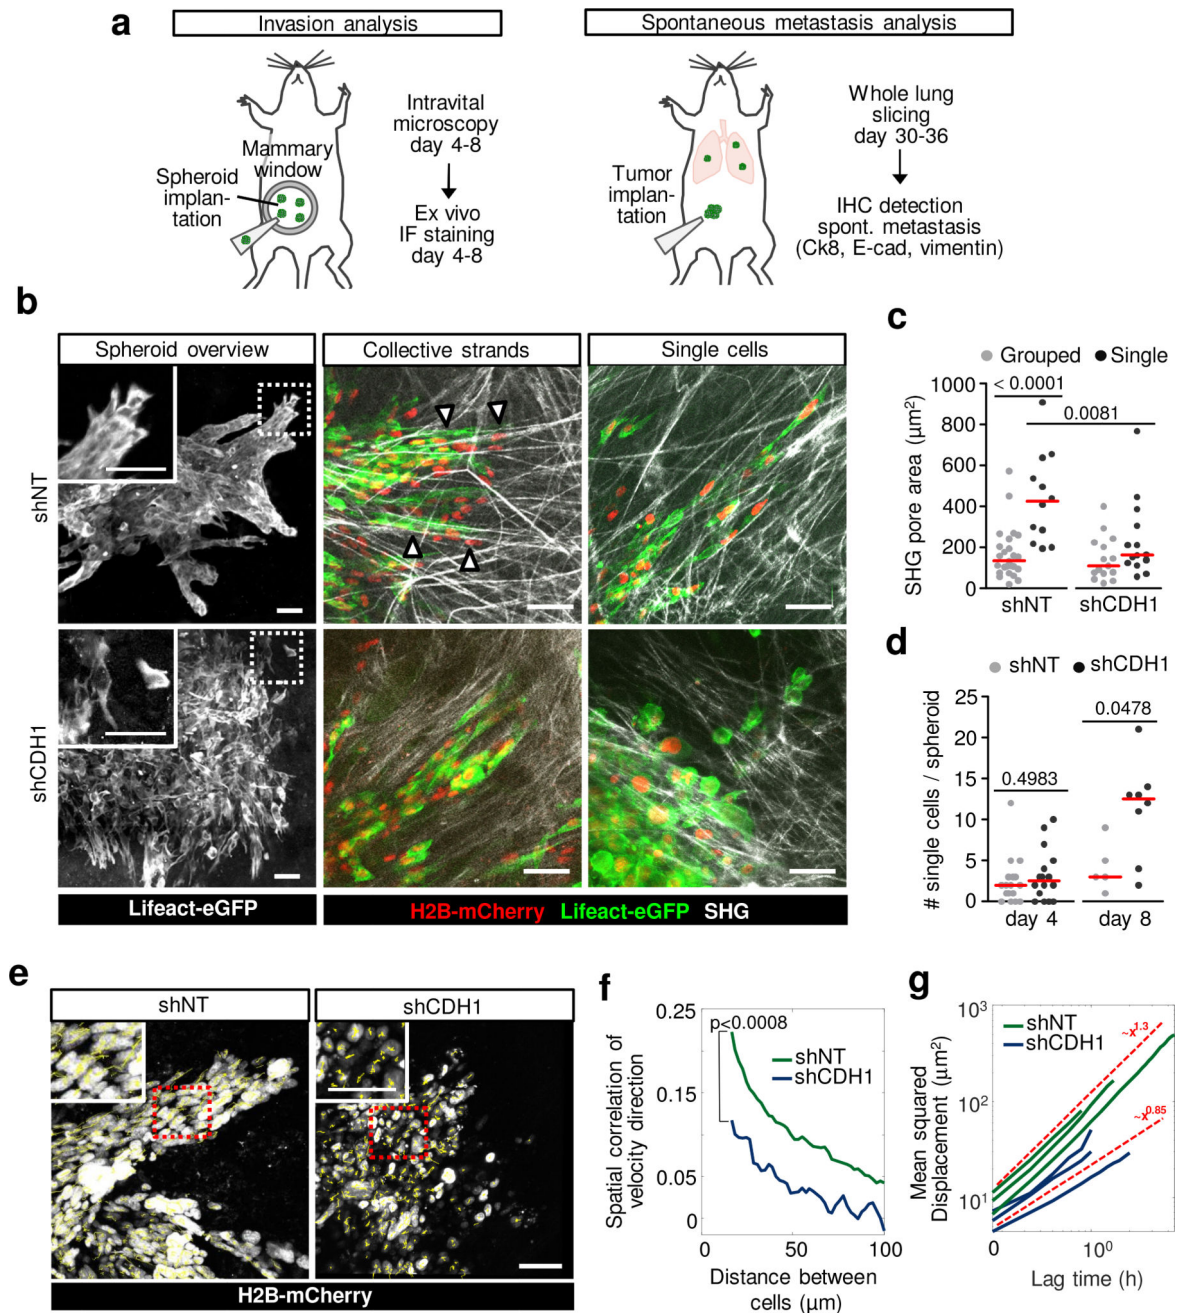 a
Invasion analysis
Spontaneous metastasis analysis
Intravital
microscopy
day 4-8
Mammary
window
Spheroid
implan-
tation
Ex vivo
IF staining
day 4-8
Whole lung
slicing
day 30-36
Tumor
implan-
tation
IHC detection
spont. metastasis
(Ck8, E-cad, vimentin)
b
Spheroid overview
Collective strands
Single cells
shNT
shCDH1
Lifeact-eGFP
H2B-mCherry Lifeact-eGFP SHG
c
Grouped Single
SHG pore area (µm²)
1000
800
600
400
200
0
< 0.0001
0.0081
shNT shCDH1
d
shNT shCDH1
# single cells / spheroid
25
20
15
10
5
0
0.4983
0.0478
day 4 day 8
e
shNT
shCDH1
H2B-mCherry
f
Spatial correlation of
velocity direction
0.25
0.15
0.05
0
p<0.0008
shNT
shCDH1
0 50 100
Distance between
cells (µm)
g
Mean squared
Displacement (µm²)
10³
10²
10¹
shNT
shCDH1
~x^1.3
~x^0.85
0 10⁰
Lag time (h)